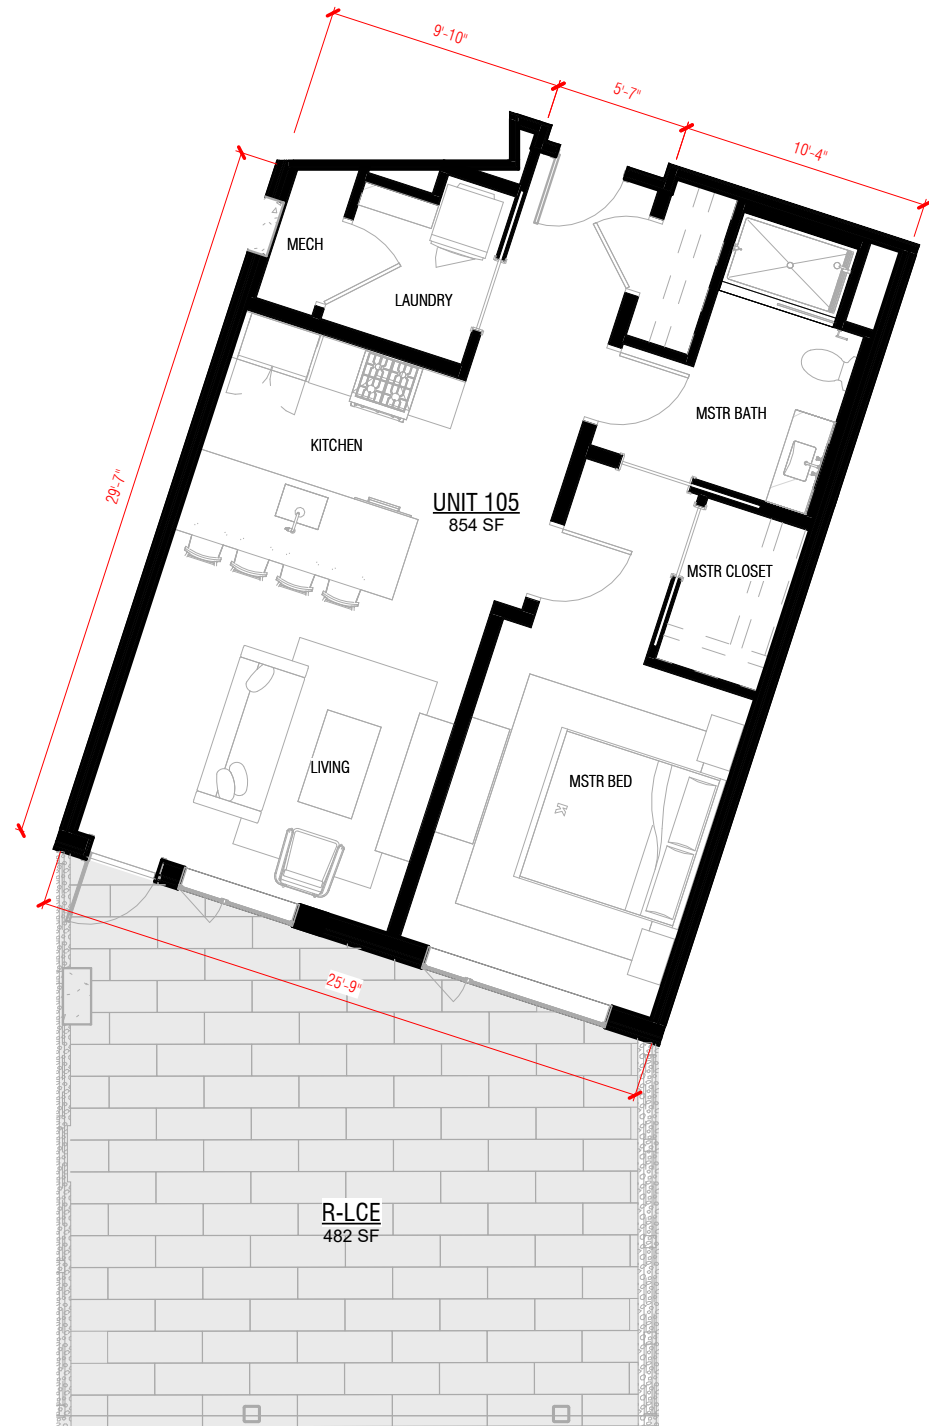 9'-10"
5'-7"
10'-4"
MECH
LAUNDRY
MSTR BATH
KITCHEN
29'-7"
UNIT 105
854 SF
MSTR CLOSET
LIVING
MSTR BED
K
25'-9"
R-LCE
482 SF